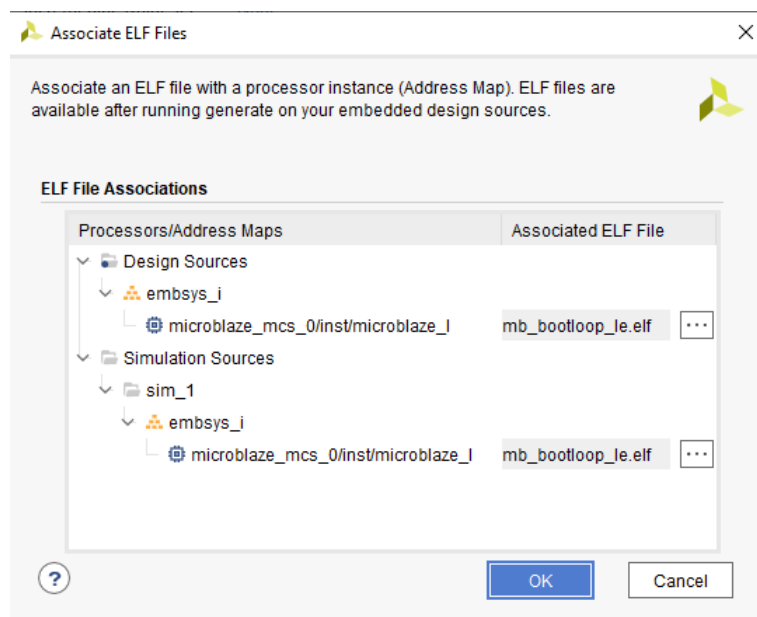 Associate ELF Files
Associate an ELF file with a processor instance (Address Map). ELF files are
available after running generate on your embedded design sources.
ELF File Associations
Processors/Address Maps Associated ELF File
Design Sources
embsys_i
microblaze_mcs_0/inst/microblaze_I mb_bootloop_le.elf ...
Simulation Sources
sim_1
embsys_i
microblaze_mcs_0/inst/microblaze_I mb_bootloop_le.elf ...
? OK Cancel